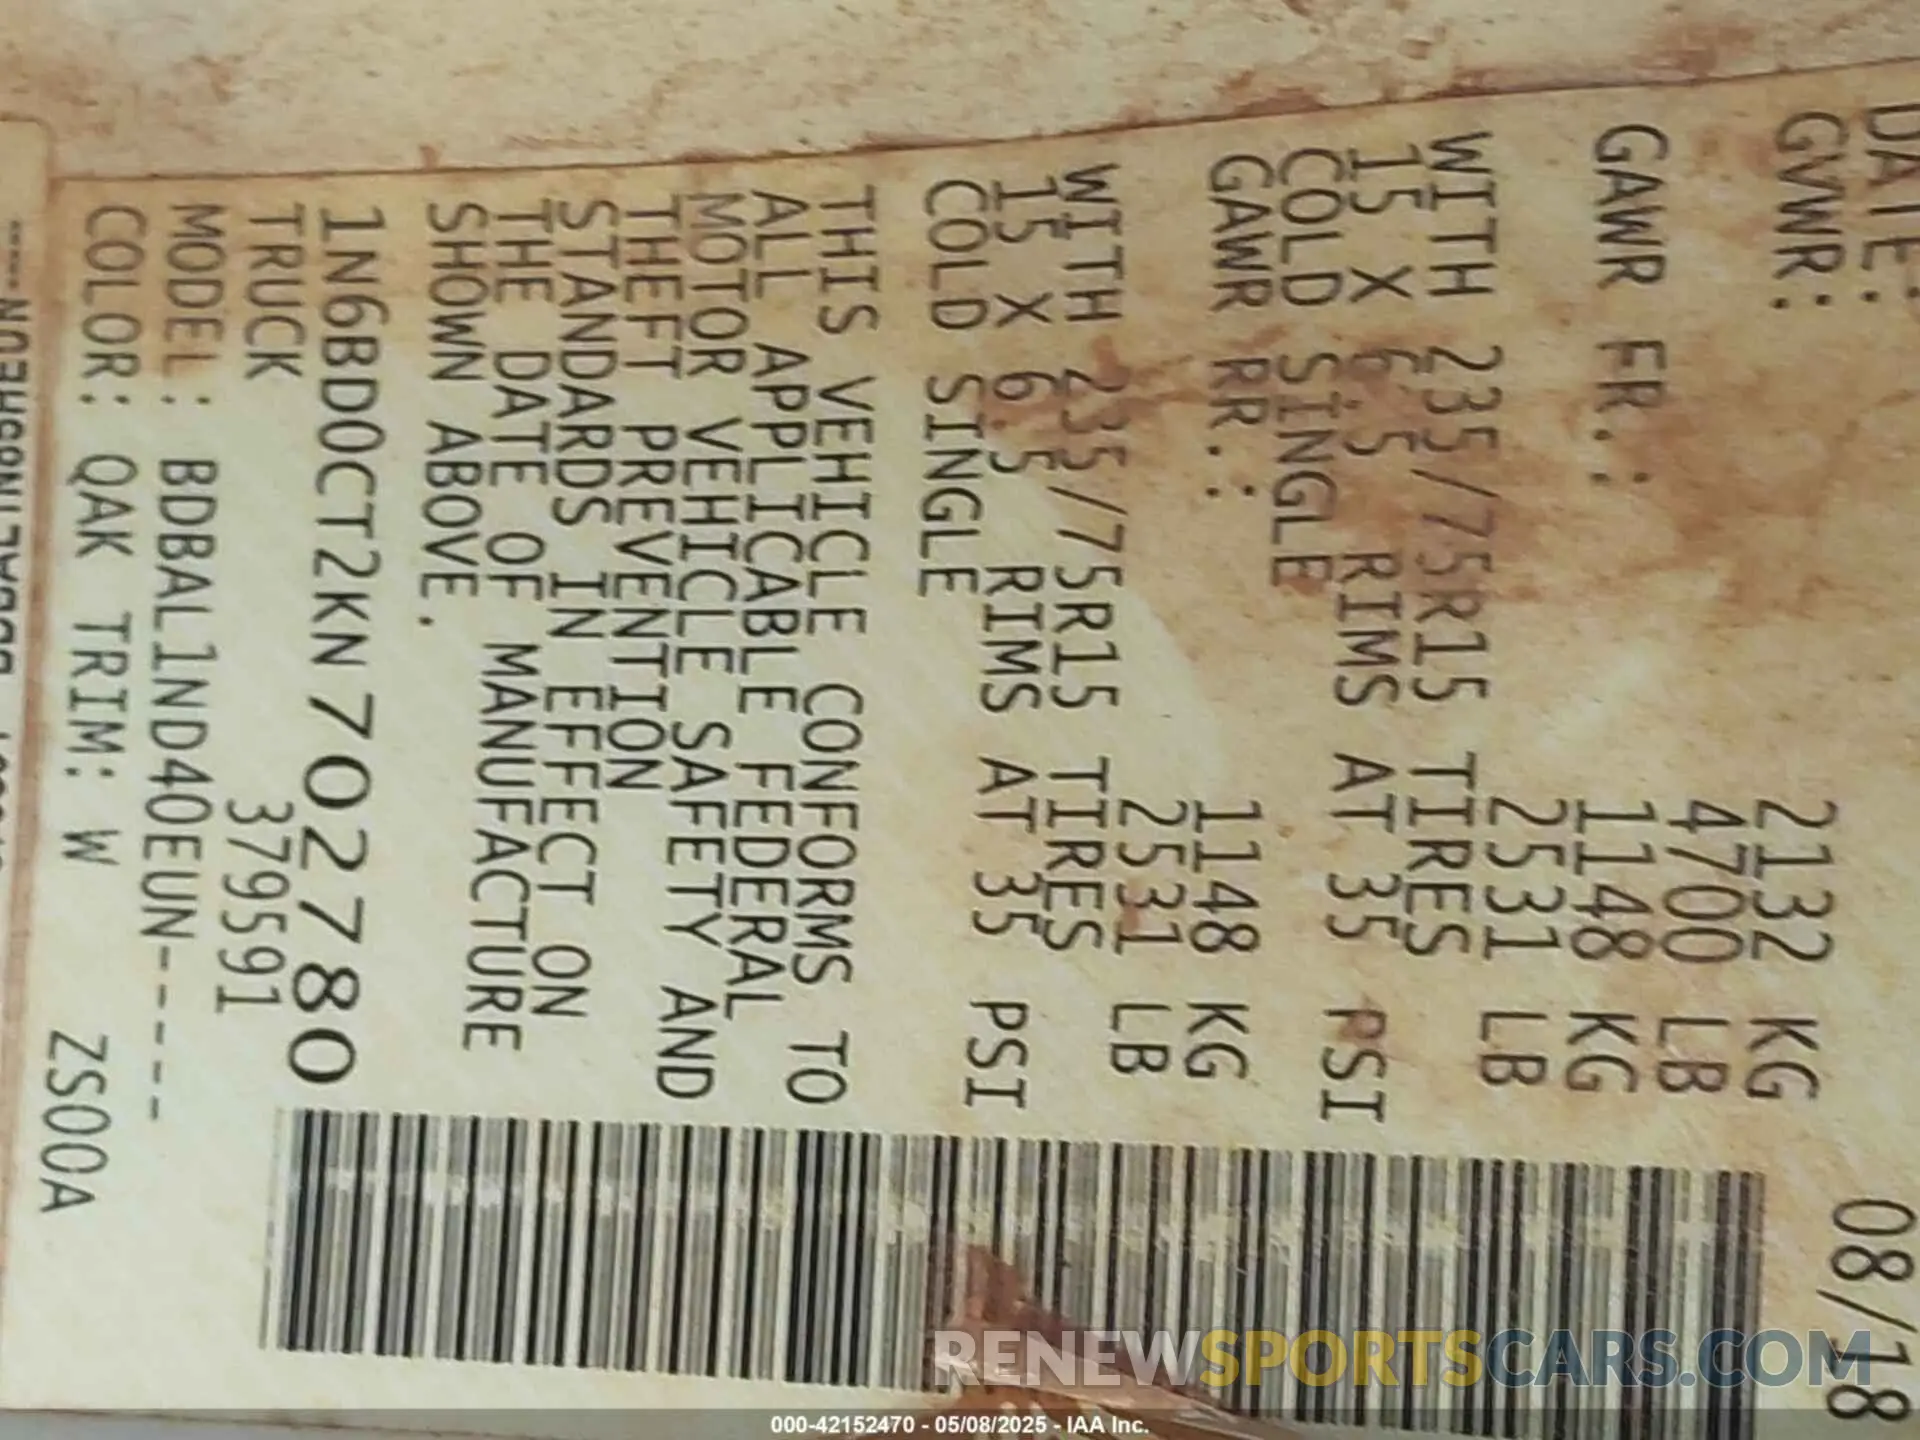 DATE: 08/18
GVWR: 2132 KG
4700 LB
GAWR FR.: 1148 KG
2531 LB
WITH 235/75R15 TIRES
15 X 6.5 RIMS AT 35 PSI
COLD SINGLE
GAWR RR.: 1148 KG
2531 LB
WITH 235/75R15 TIRES
15 X 6.5 RIMS AT 35 PSI
COLD SINGLE
THIS VEHICLE CONFORMS TO
ALL APPLICABLE FEDERAL
MOTOR VEHICLE SAFETY AND
THEFT PREVENTION
STANDARDS IN EFFECT ON
THE DATE OF MANUFACTURE
SHOWN ABOVE.
1N6BD0CT2KN702780
TRUCK 379591
MODEL: BDBAL1ND40EUN-----
COLOR: QAK TRIM: W ZS00A
RENEWSPORTSCARS.COM
000-42152470 - 05/08/2025 - IAA Inc.